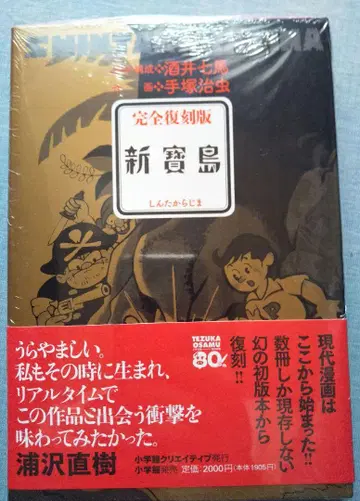 構成✢酒井七馬
画✢手塚治虫
完全復刻版
新寶島
しんたからじま
現代漫画は
ここから始まった!?
数冊しか現存しない
幻の初版本から
復刻!!
TEZUKA
OSAMU
80
うらやましい。
私もその時に生まれ、
リアルタイムで
この作品と出会う衝撃を
味わってみたかった。
浦沢直樹
小学館クリエイティブ発行
小学館発売 定価:2000円(本体1905円)